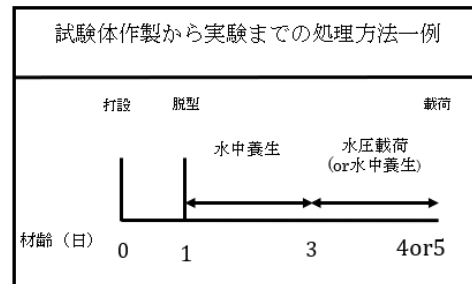 試験体作製から実験までの処理方法一例
打設 脱型 載荷
水中養生 水圧載荷
(or水中養生)
材齢（日） 0 1 3 4or5